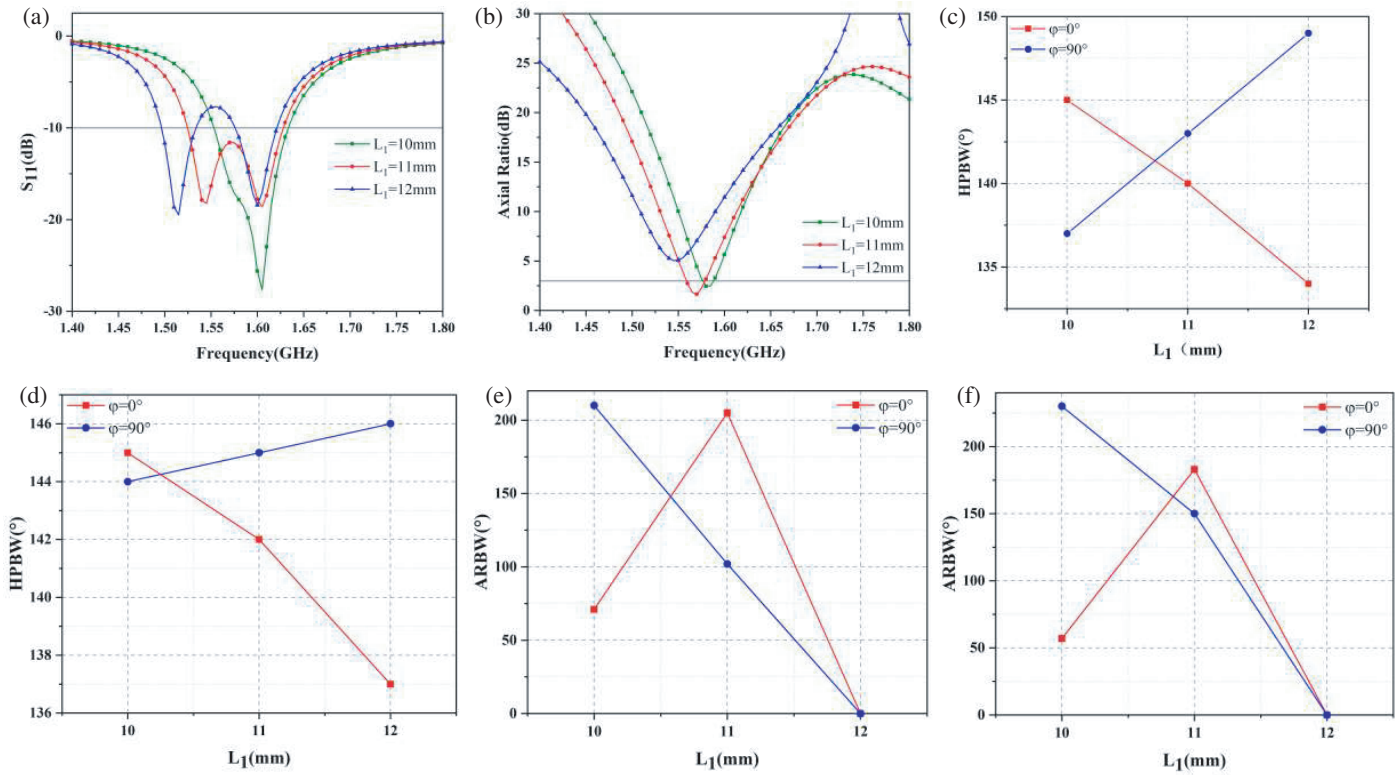 (a)
0
-10
-20
-30
S11(dB)
L1=10mm
L1=11mm
L1=12mm
1.40 1.45 1.50 1.55 1.60 1.65 1.70 1.75 1.80
Frequency(GHz)
(b)
30
25
20
15
10
5
0
Axial Ratio(dB)
L1=10mm
L1=11mm
L1=12mm
1.40 1.45 1.50 1.55 1.60 1.65 1.70 1.75 1.80
Frequency(GHz)
(c)
150
145
140
135
HPBW(°)
φ=0°
φ=90°
10 11 12
L1（mm)
(d)
146
144
142
140
138
136
HPBW(°)
φ=0°
φ=90°
10 11 12
L1(mm)
(e)
200
150
100
50
0
ARBW(°)
φ=0°
φ=90°
10 11 12
L1(mm)
(f)
200
150
100
50
0
ARBW(°)
φ=0°
φ=90°
10 11 12
L1(mm)